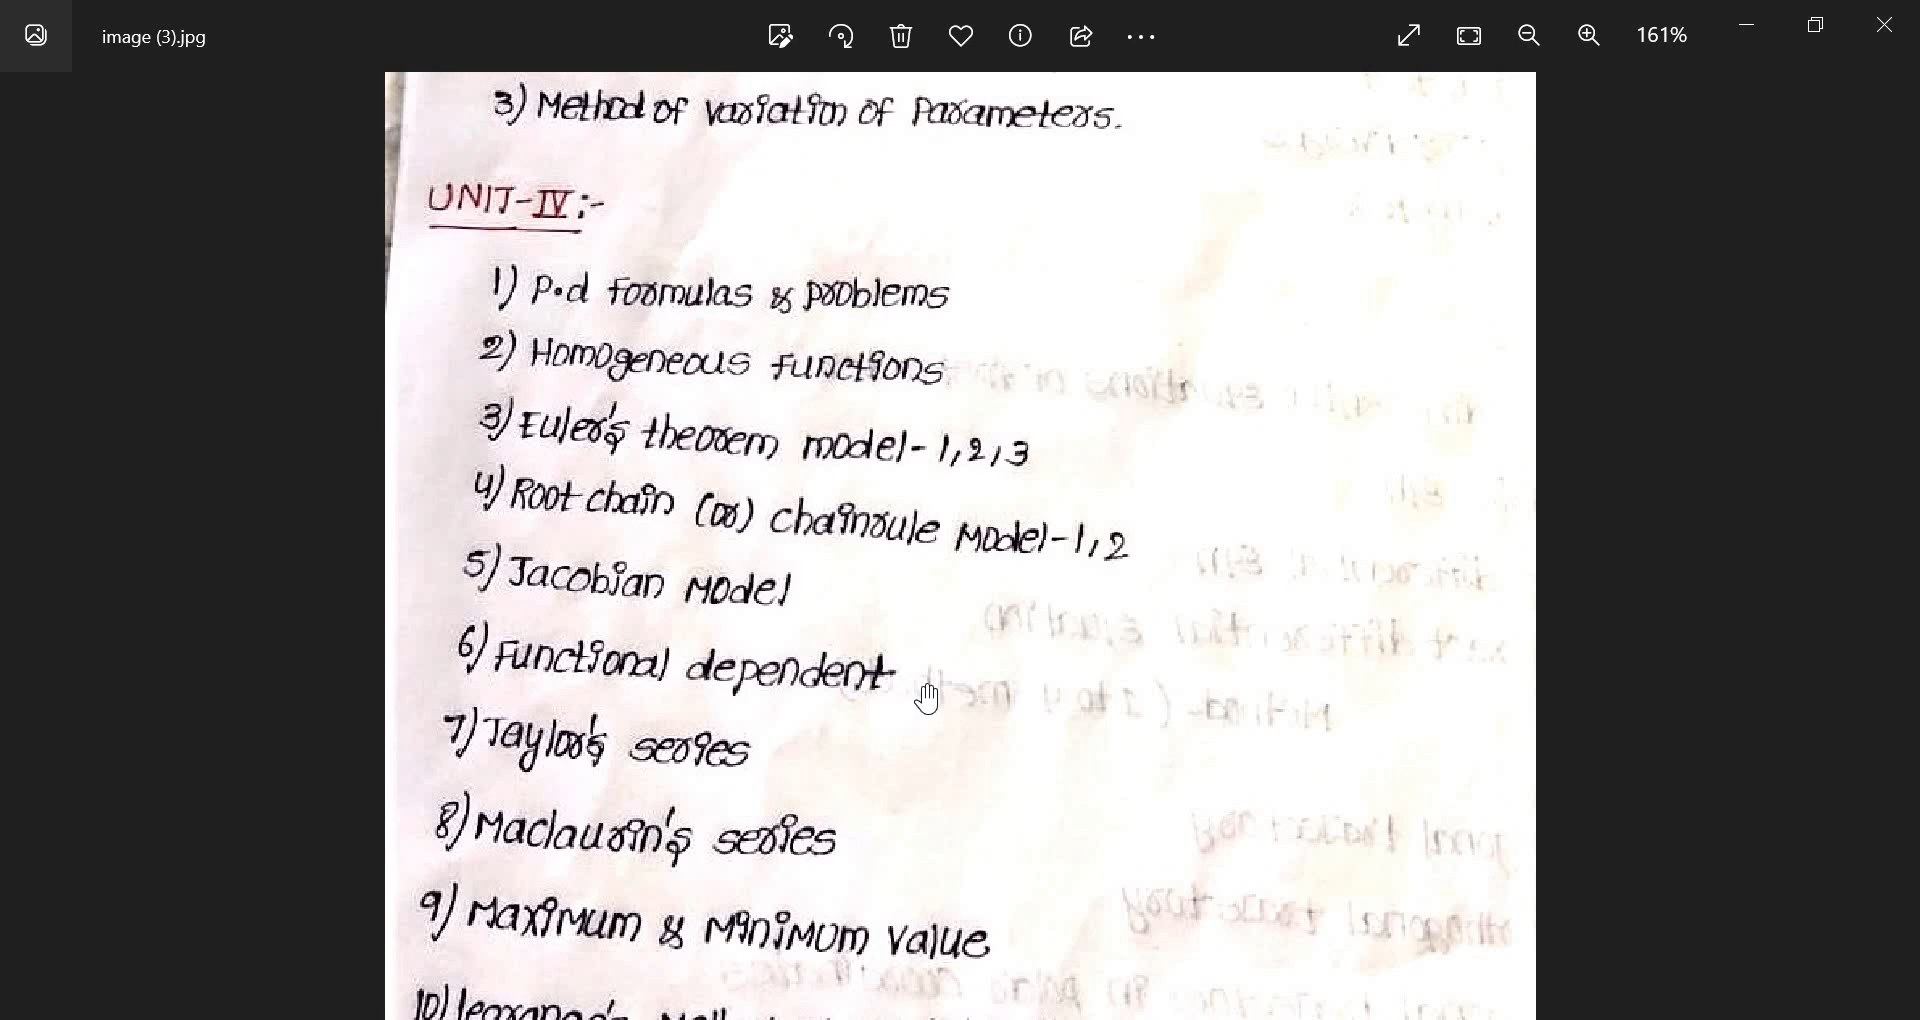 image (3).jpg
161%
3) Method of variation of Parameters.
UNIT-IV:-
1) P.d formulas & problems
2) Homogeneous functions
3) Euler's theorem model-1,2,3
4) Root chain (or) chainrule Model-1,2
5) Jacobian Model
6) Functional dependent
7) Taylor's series
8) Maclaurin's series
9) Maximum & Minimum value
10)